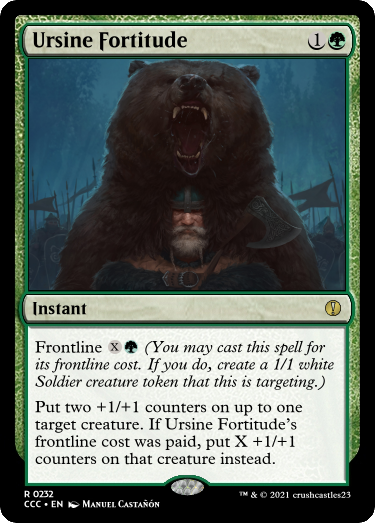 Ursine Fortitude 1
Instant
Frontline X (You may cast this spell for
its frontline cost. If you do, create a 1/1 white
Soldier creature token that this is targeting.)
Put two +1/+1 counters on up to one
target creature. If Ursine Fortitude's
frontline cost was paid, put X +1/+1
counters on that creature instead.
R 0232
CCC • EN MANUEL CASTAÑÓN
™ & © 2021 crushcastles23